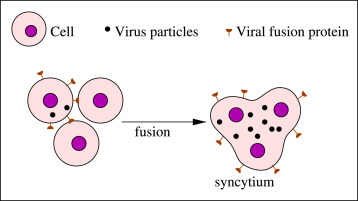 Cell
Virus particles
Viral fusion protein
fusion
syncytium